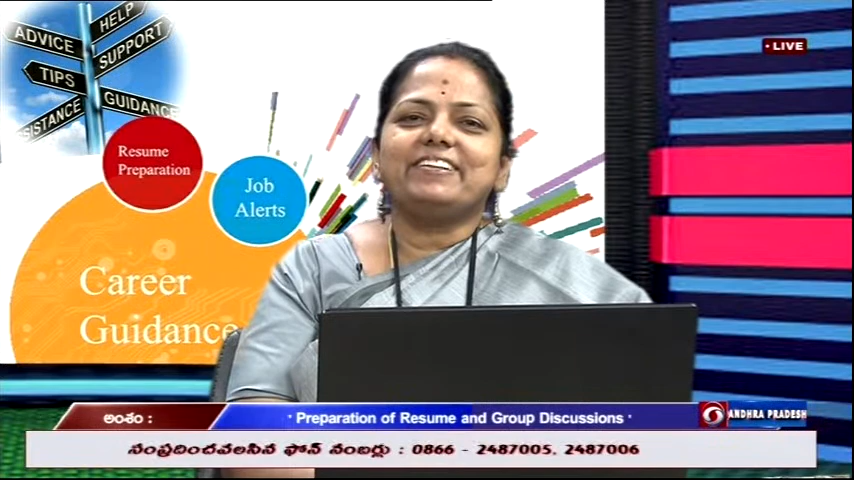 HELP
ADVICE
SUPPORT
TIPS
GUIDANCE
SISTANCE
Resume
Preparation
Job
Alerts
Career
Guidance
LIVE
అంశం :
· Preparation of Resume and Group Discussions ·
ANDHRA PRADESH
సంప్రదించవలసిన ఫోన్ నంబర్లు : 0866 - 2487005, 2487006